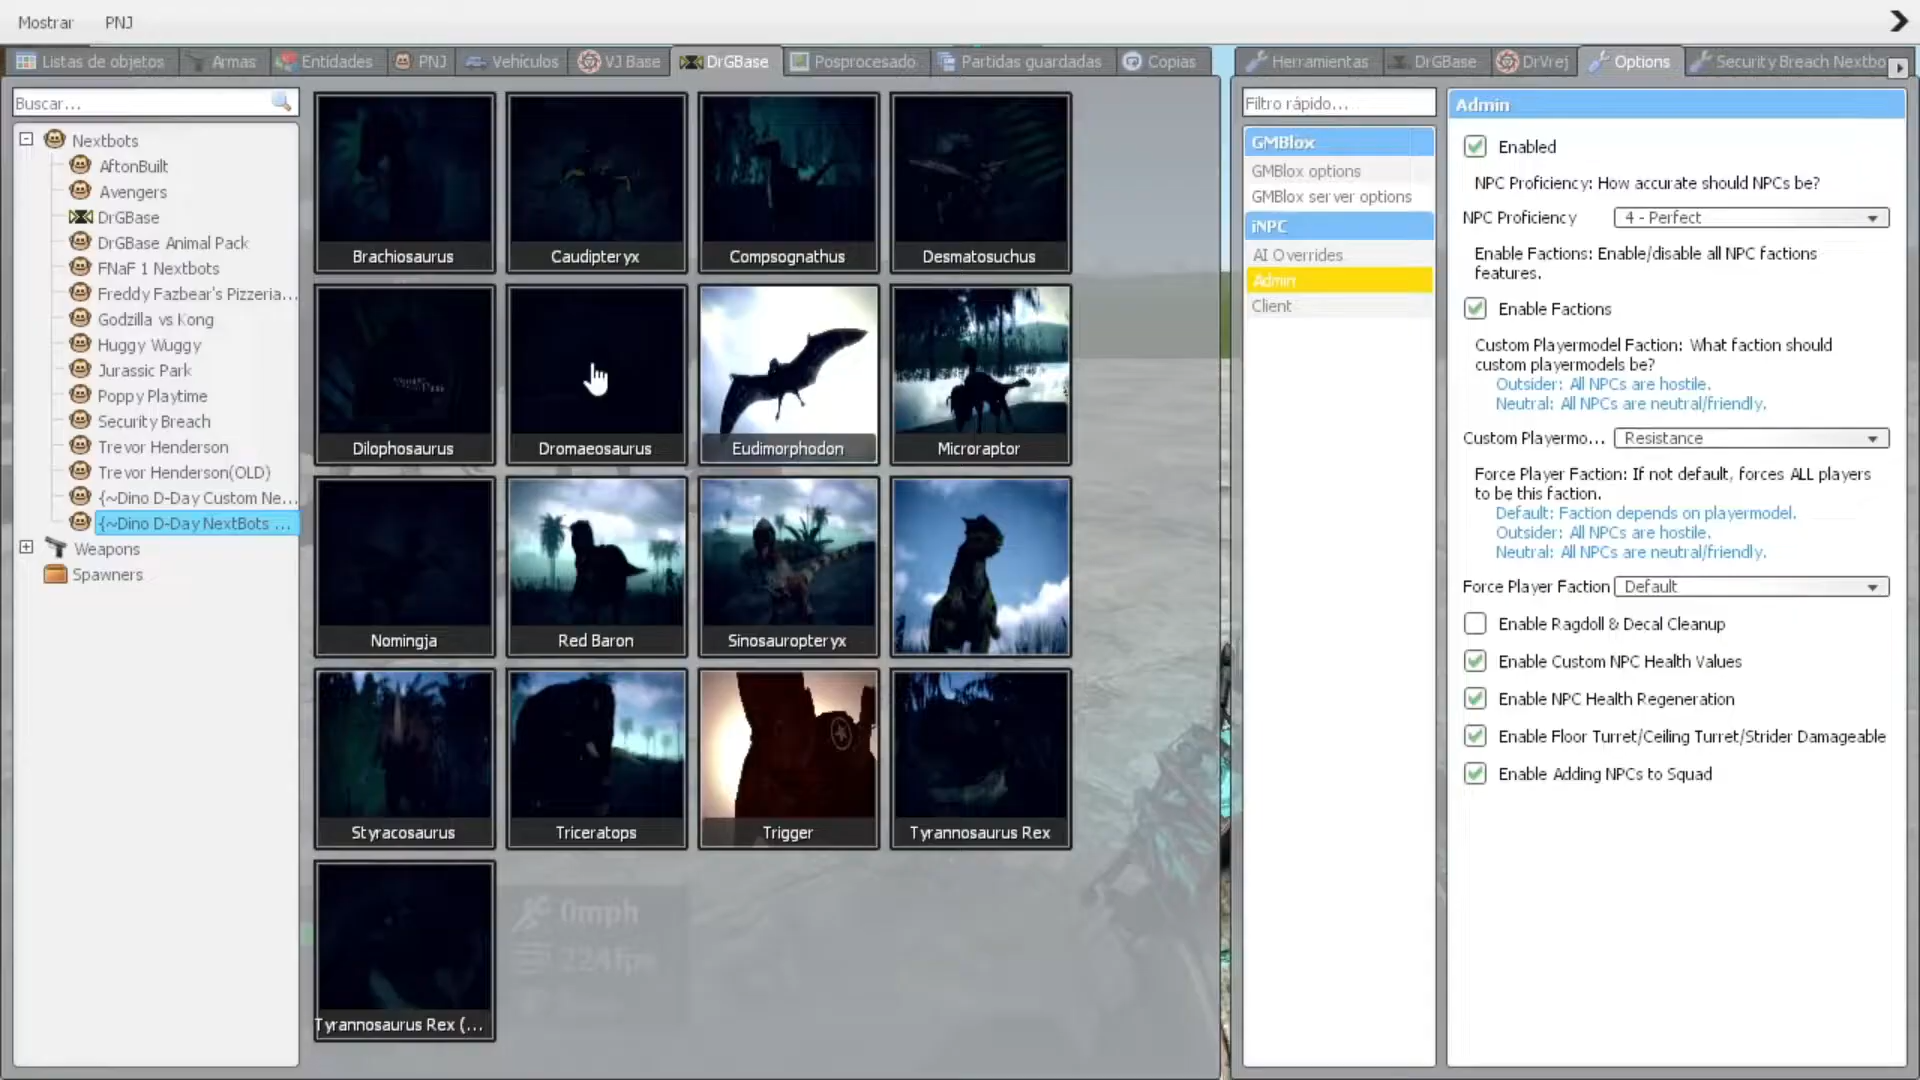 Mostrar PNJ
Listas de objetos Armas Entidades PNJ Vehículos VJ Base DrGBase Posprocesado Partidas guardadas Copias
Herramientas DrGBase DrVrej Options Security Breach Nextbo
Buscar...
Nextbots
AftonBuilt
Avengers
DrGBase
DrGBase Animal Pack
FNaF 1 Nextbots
Freddy Fazbear's Pizzeria...
Godzilla vs Kong
Huggy Wuggy
Jurassic Park
Poppy Playtime
Security Breach
Trevor Henderson
Trevor Henderson(OLD)
{~Dino D-Day Custom Ne...
{~Dino D-Day NextBots ...
Weapons
Spawners
Brachiosaurus
Caudipteryx
Compsognathus
Desmatosuchus
Dilophosaurus
Dromaeosaurus
Eudimorphodon
Microraptor
Nomingia
Red Baron
Sinosauropteryx
Styracosaurus
Triceratops
Trigger
Tyrannosaurus Rex
Tyrannosaurus Rex (...
0mph
224fps
Filtro rápido...
GMBlox
GMBlox options
GMBlox server options
iNPC
AI Overrides
Admin
Client
Admin
Enabled
NPC Proficiency: How accurate should NPCs be?
NPC Proficiency 4 - Perfect
Enable Factions: Enable/disable all NPC factions
features.
Enable Factions
Custom Playermodel Faction: What faction should
custom playermodels be?
Outsider: All NPCs are hostile.
Neutral: All NPCs are neutral/friendly.
Custom Playermo... Resistance
Force Player Faction: If not default, forces ALL players
to be this faction.
Default: Faction depends on playermodel.
Outsider: All NPCs are hostile.
Neutral: All NPCs are neutral/friendly.
Force Player Faction Default
Enable Ragdoll & Decal Cleanup
Enable Custom NPC Health Values
Enable NPC Health Regeneration
Enable Floor Turret/Ceiling Turret/Strider Damageable
Enable Adding NPCs to Squad